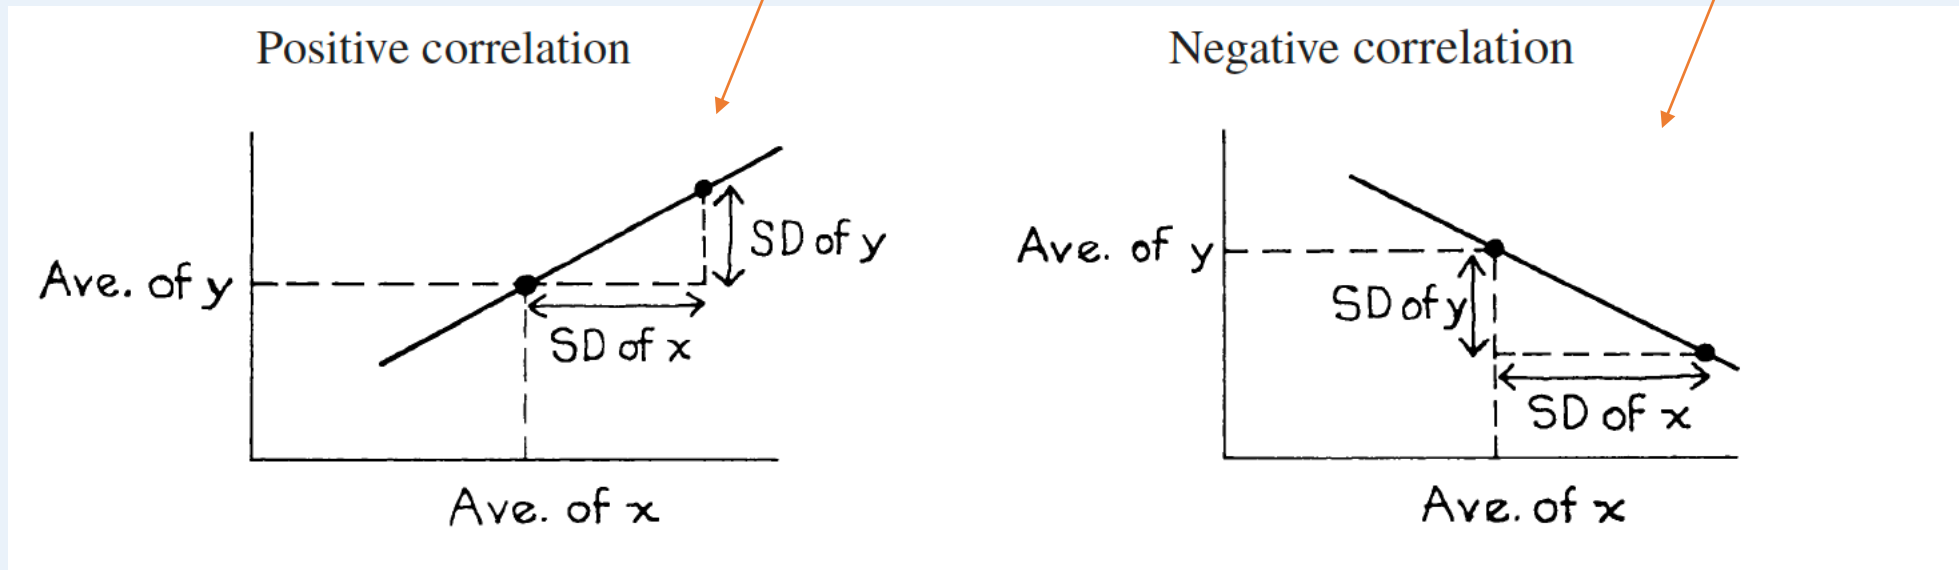 Positive correlation
Ave. of y
SD of y
SD of x
Ave. of x
Negative correlation
Ave. of y
SD of y
SD of x
Ave. of x